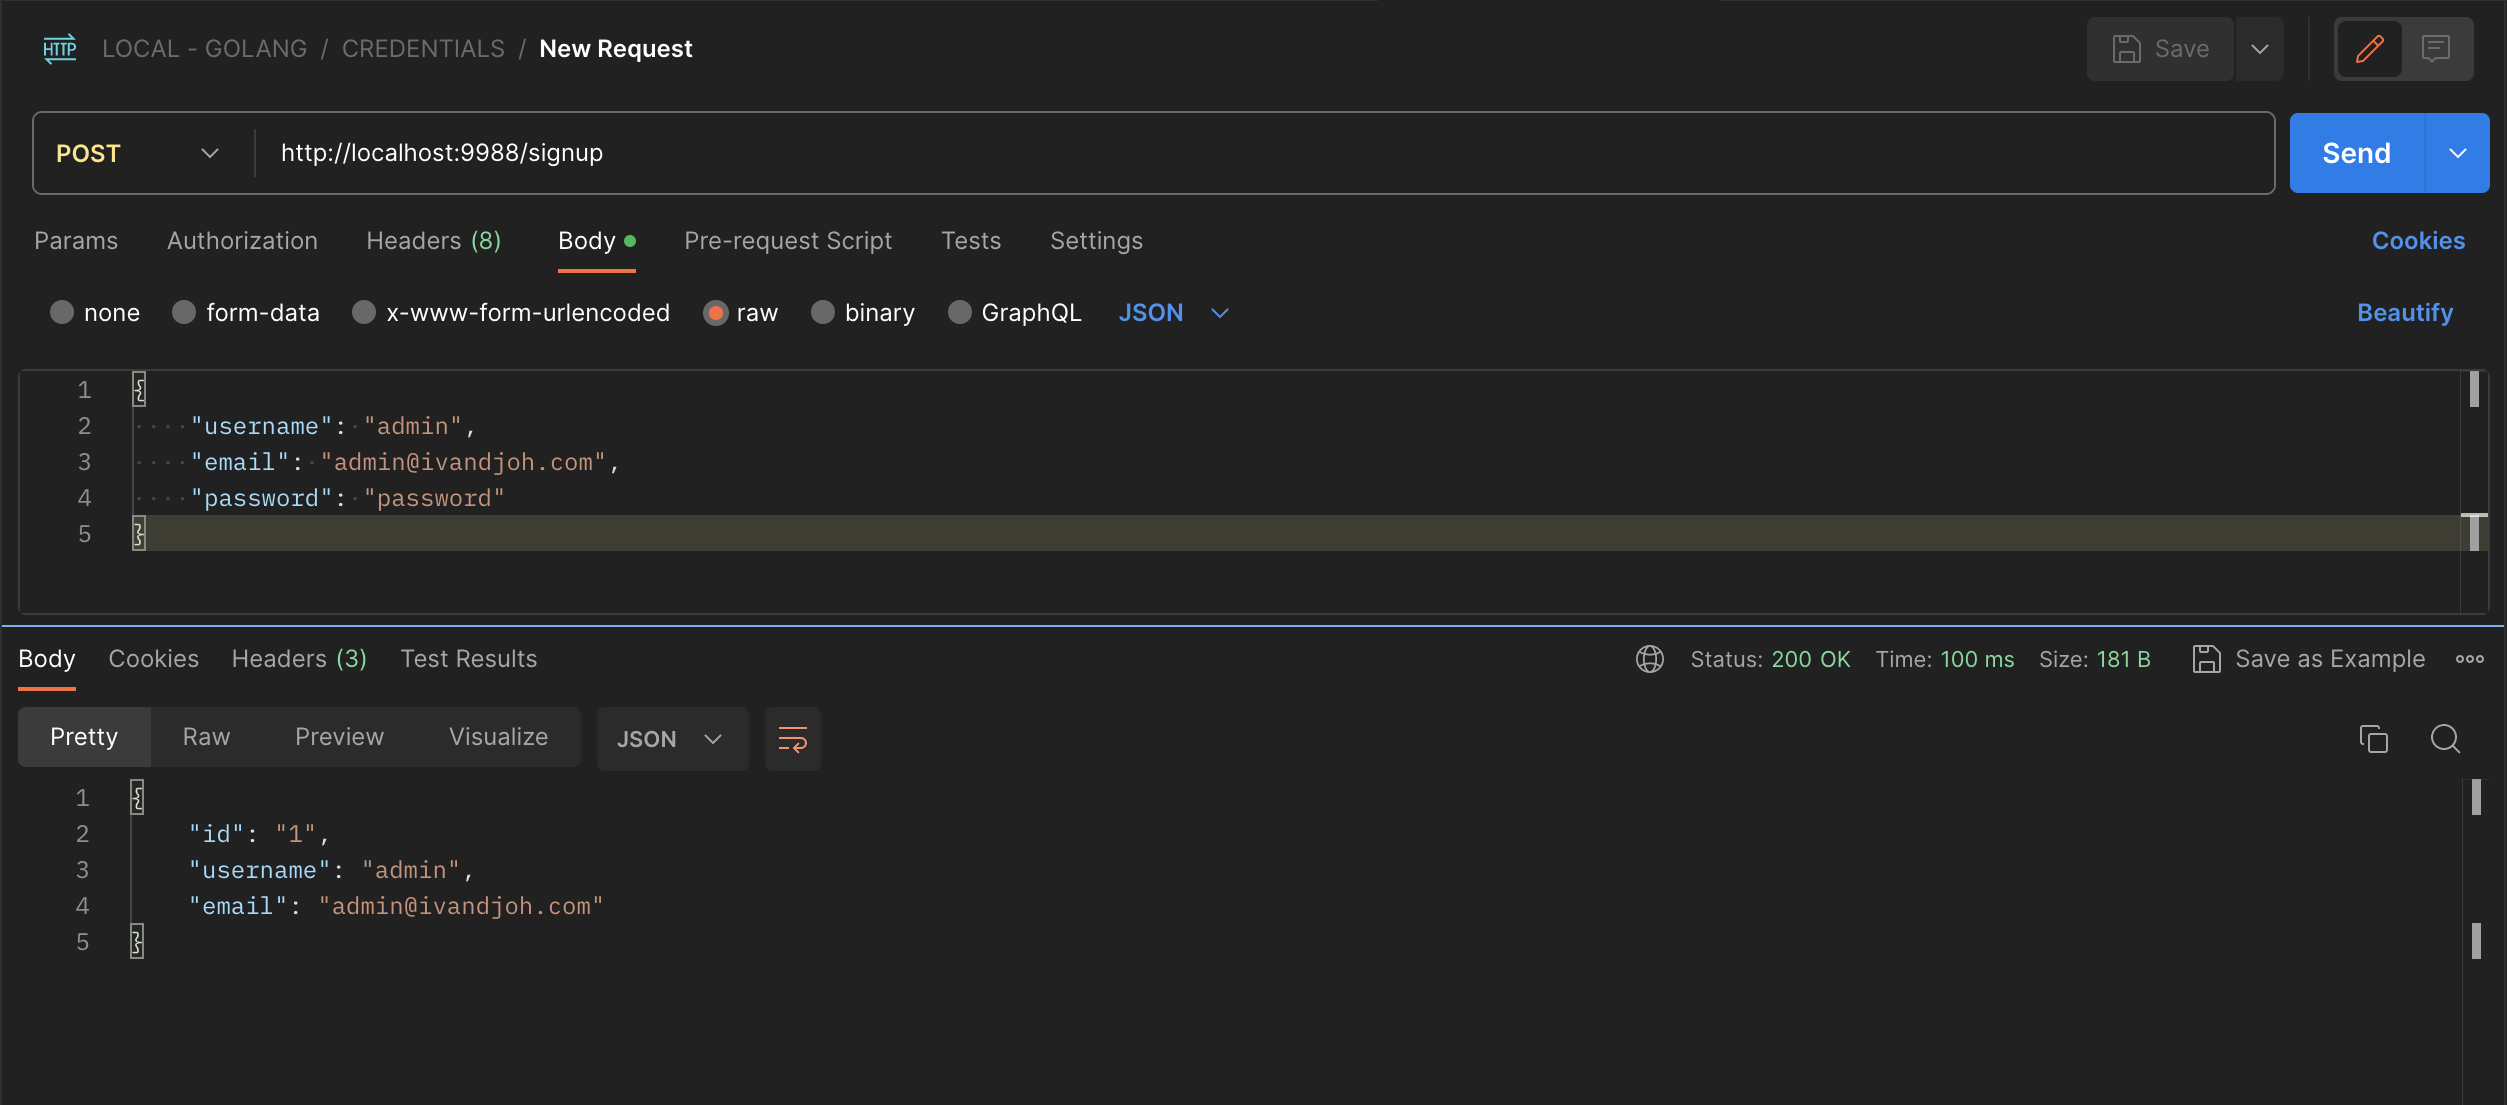 HTTP LOCAL - GOLANG / CREDENTIALS / New Request Save
POST http://localhost:9988/signup Send
Params Authorization Headers (8) Body Pre-request Script Tests Settings Cookies
none form-data x-www-form-urlencoded raw binary GraphQL JSON Beautify
1 {
2 "username": "admin",
3 "email": "admin@ivandjoh.com",
4 "password": "password"
5 }
Body Cookies Headers (3) Test Results Status: 200 OK Time: 100 ms Size: 181 B Save as Example
Pretty Raw Preview Visualize JSON
1 {
2 "id": "1",
3 "username": "admin",
4 "email": "admin@ivandjoh.com"
5 }